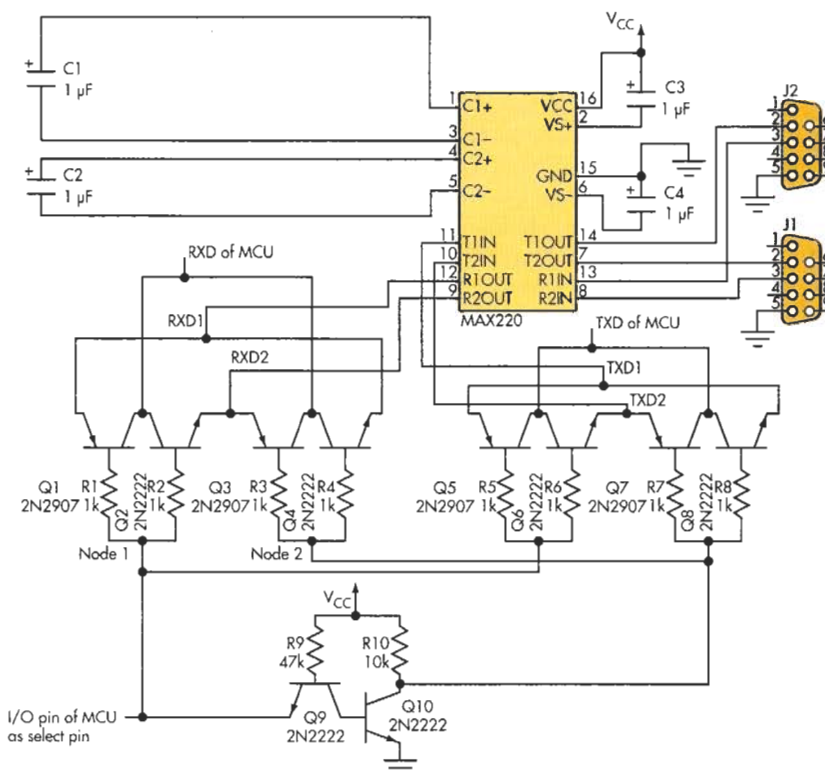 V_CC
C1
1 µF
+
C2
1 µF
+
C3
1 µF
+
C4
1 µF
+
1 C1+
3 C1–
4 C2+
5 C2–
11 T1IN
10 T2IN
12 R1OUT
9 R2OUT
VCC 16
VS+ 2
GND 15
VS– 6
T1OUT 14
T2OUT 7
R1IN 13
R2IN 8
MAX220
J2
1
2
3
4
5
J1
1
2
3
4
5
RXD of MCU
RXD1
RXD2
TXD of MCU
TXD1
TXD2
Q1
2N2907
R1
1k
Q2
2N2222
R2
1k
Q3
2N2907
R3
1k
Q4
2N2222
R4
1k
Q5
2N2907
R5
1k
Q6
2N2222
R6
1k
Q7
2N2907
R7
1k
Q8
2N2222
R8
1k
Node 1
Node 2
V_CC
R9
47k
R10
10k
Q9
2N2222
Q10
2N2222
I/O pin of MCU
as select pin